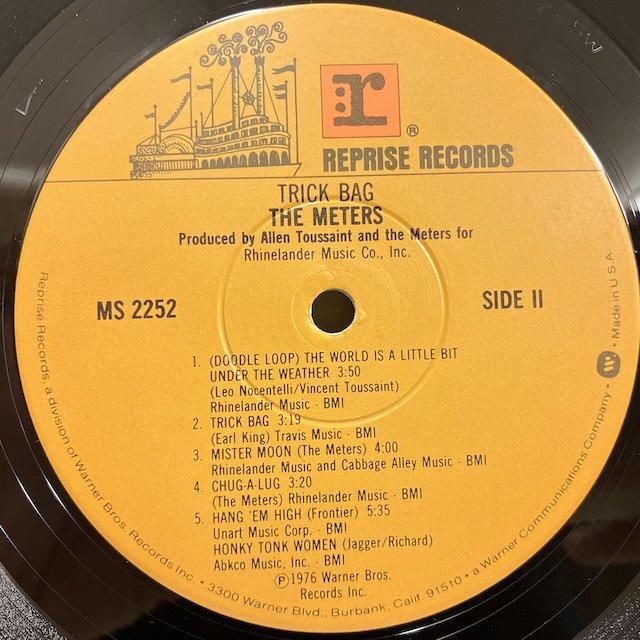 r
®
REPRISE RECORDS
TRICK BAG
THE METERS
Produced by Allen Toussaint and the Meters for
Rhinelander Music Co., Inc.
MS 2252
SIDE II
1. (DOODLE LOOP) THE WORLD IS A LITTLE BIT
UNDER THE WEATHER 3:50
(Leo Nocentelli/Vincent Toussaint)
Rhinelander Music · BMI
2. TRICK BAG 3:19
(Earl King) Travis Music · BMI
3. MISTER MOON (The Meters) 4:00
Rhinelander Music and Cabbage Alley Music · BMI
4. CHUG-A-LUG 3:20
(The Meters) Rhinelander Music · BMI
5. HANG 'EM HIGH (Frontier) 5:35
Unart Music Corp. · BMI
HONKY TONK WOMEN (Jagger/Richard)
Abkco Music, Inc. · BMI
℗1976 Warner Bros.
Records Inc.
Reprise Records, a division of Warner Bros. Records Inc. • 3300 Warner Blvd., Burbank, Calif. 91510 • a Warner Communications Company • W • Made in U.S.A.